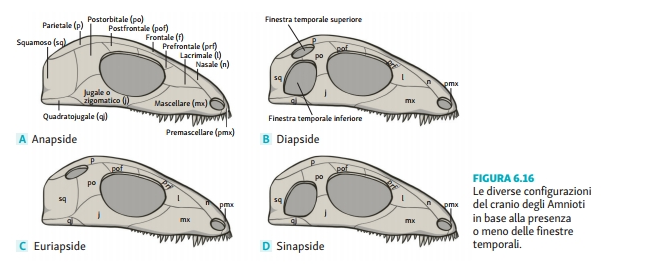 Parietale (p)
Postorbitale (po)
Postfrontale (pof)
Frontale (f)
Prefrontale (prf)
Lacrimale (l)
Nasale (n)
Squamoso (sq)
Jugale o
zigomatico (j)
Mascellare (mx)
Quadratojugale (qj)
Premascellare (pmx)
A Anapside
Finestra temporale superiore
p
pof
po
prf
sq
l
n
pmx
j
mx
qj
Finestra temporale inferiore
B Diapside
p
pof
po
prf
sq
l
n
pmx
j
mx
qj
C Euriapside
p
pof
po
prf
sq
l
n
pmx
j
mx
qj
D Sinapside
FIGURA 6.16
Le diverse configurazioni
del cranio degli Amnioti
in base alla presenza
o meno delle finestre
temporali.